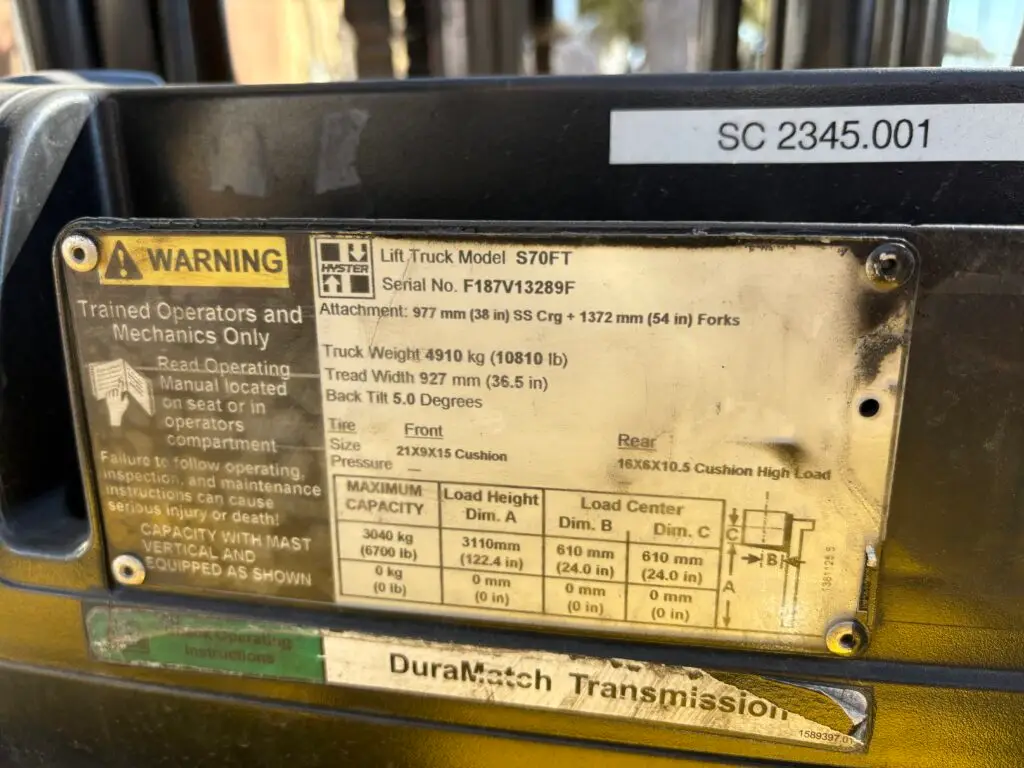 SC 2345.001
WARNING
Trained Operators and
Mechanics Only
Read Operating
Manual located
on seat or in
operators
compartment
Failure to follow operating,
inspection, and maintenance
instructions can cause
serious injury or death!
CAPACITY WITH MAST
VERTICAL AND
EQUIPPED AS SHOWN
HYSTER
Lift Truck Model S70FT
Serial No. F187V13289F
Attachment: 977 mm (38 in) SS Crg + 1372 mm (54 in) Forks
Truck Weight 4910 kg (10810 lb)
Tread Width 927 mm (36.5 in)
Back Tilt 5.0 Degrees
Tire Front Rear
Size 21X9X15 Cushion 16X6X10.5 Cushion High Load
Pressure —
MAXIMUM CAPACITY Load Height Dim. A Load Center Dim. B Dim. C
3040 kg (6700 lb) 3110mm (122.4 in) 610 mm (24.0 in) 610 mm (24.0 in)
0 kg (0 lb) 0 mm (0 in) 0 mm (0 in) 0 mm (0 in)
C
B
A
Operating
Instructions
DuraMatch Transmission
1589397.01